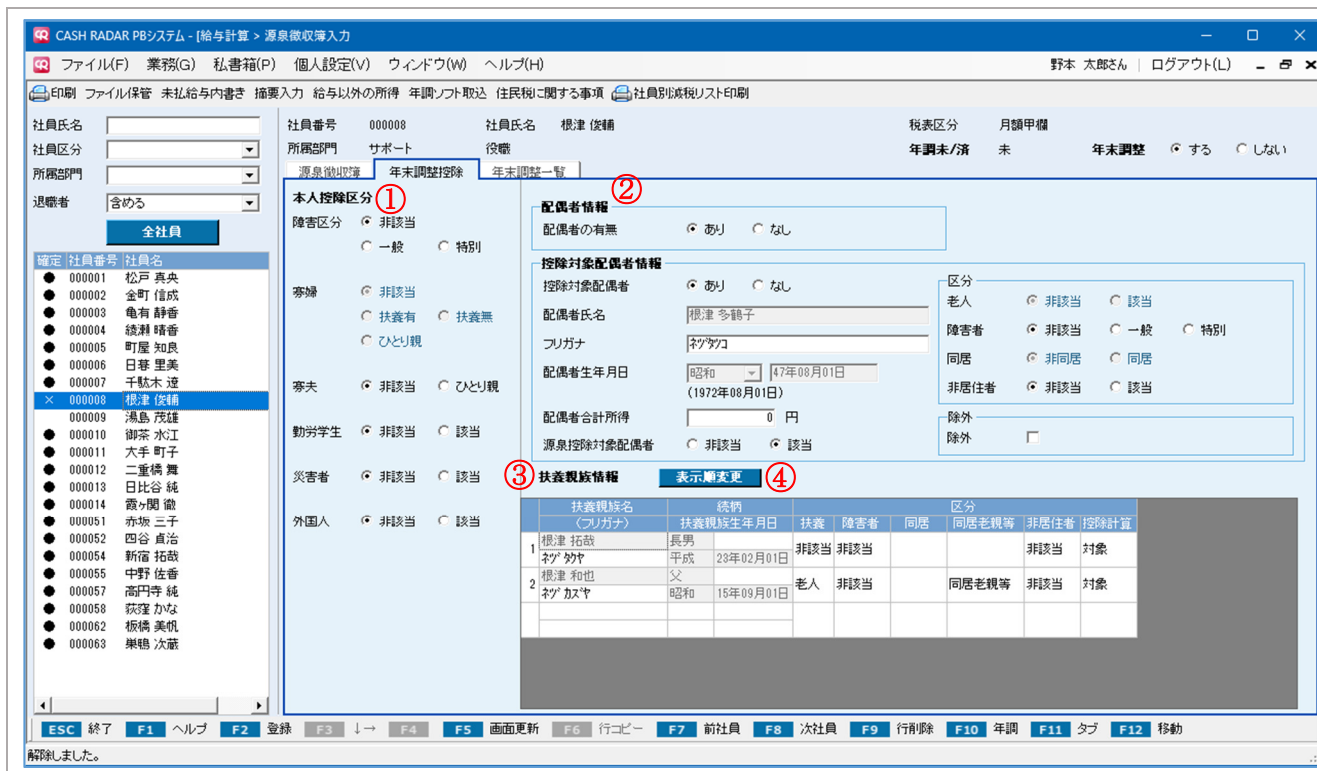 CASH RADAR PBシステム - [給与計算 > 源泉徴収簿入力
ファイル(F) 業務(G) 私書箱(P) 個人設定(V) ウィンドウ(W) ヘルプ(H) 野本 太郎さん | ログアウト(L)
印刷 ファイル保管 未払給与内書き 摘要入力 給与以外の所得 年調ソフト取込 住民税に関する事項 社員別減税リスト印刷
社員氏名
社員区分
所属部門
退職者 含める
全社員
確定 社員番号 社員名
● 000001 松戸 真央
● 000002 金町 信成
● 000003 亀有 静香
● 000004 綾瀬 晴香
● 000005 町屋 知良
● 000006 日暮 里美
● 000007 千駄木 遼
× 000008 根津 俊輔
000009 湯島 茂雄
● 000010 御茶 水江
● 000011 大手 町子
● 000012 二重橋 舞
● 000013 日比谷 純
● 000014 霞ヶ関 徹
● 000051 赤坂 三子
● 000052 四谷 直治
● 000054 新宿 拓哉
● 000055 中野 佐香
● 000057 高円寺 純
● 000058 荻窪 かな
● 000062 板橋 美帆
● 000063 巣鴨 次蔵
社員番号 000008 社員氏名 根津 俊輔 税表区分 月額甲欄
所属部門 サポート 役職 年調未/済 未 年末調整 する しない
源泉徴収簿 年末調整控除 年末調整一覧
本人控除区分 ①
障害区分 非該当
一般 特別
寡婦 非該当
扶養有 扶養無
ひとり親
寡夫 非該当 ひとり親
勤労学生 非該当 該当
災害者 非該当 該当
外国人 非該当 該当
②
配偶者情報
配偶者の有無 あり なし
控除対象配偶者情報
控除対象配偶者 あり なし
配偶者氏名 根津 多鶴子
フリガナ ﾈﾂﾞ ﾀﾂﾞｺ
配偶者生年月日 昭和 47年08月01日
(1972年08月01日)
配偶者合計所得 0 円
源泉控除対象配偶者 非該当 該当
区分
老人 非該当 該当
障害者 非該当 一般 特別
同居 非同居 同居
非居住者 非該当 該当
除外
除外
③ 扶養親族情報 表示順変更 ④
扶養親族名 続柄 区分
(フリガナ) 扶養親族生年月日 扶養 障害者 同居 同居老親等 非居住者 控除計算
1 根津 拓哉 長男 非該当 非該当 非該当 対象
ﾈﾂﾞ ﾀｸﾔ 平成 23年02月01日
2 根津 和也 父 老人 非該当 同居老親等 非該当 対象
ﾈﾂﾞ ｶｽﾞﾔ 昭和 15年09月01日
ESC 終了 F1 ヘルプ F2 登録 F3 ↓→ F4 F5 画面更新 F6 行コピー F7 前社員 F8 次社員 F9 行削除 F10 年調 F11 タブ F12 移動
解除しました。